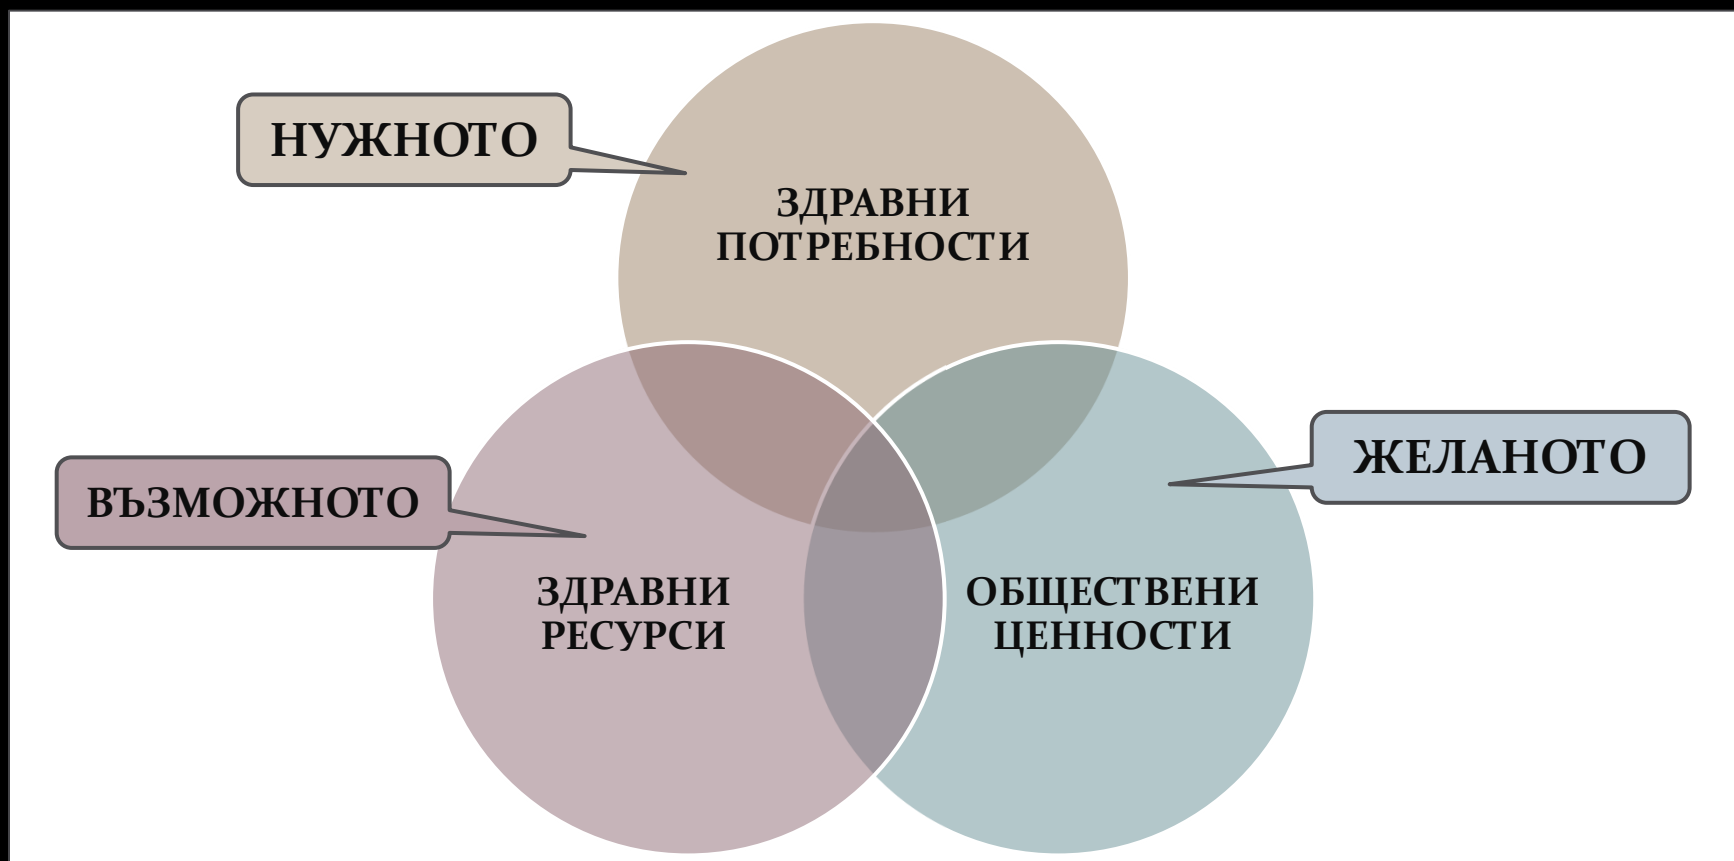 НУЖНОТО
ЗДРАВНИ
ПОТРЕБНОСТИ
ЖЕЛАНОТО
ВЪЗМОЖНОТО
ЗДРАВНИ
РЕСУРСИ
ОБЩЕСТВЕНИ
ЦЕННОСТИ